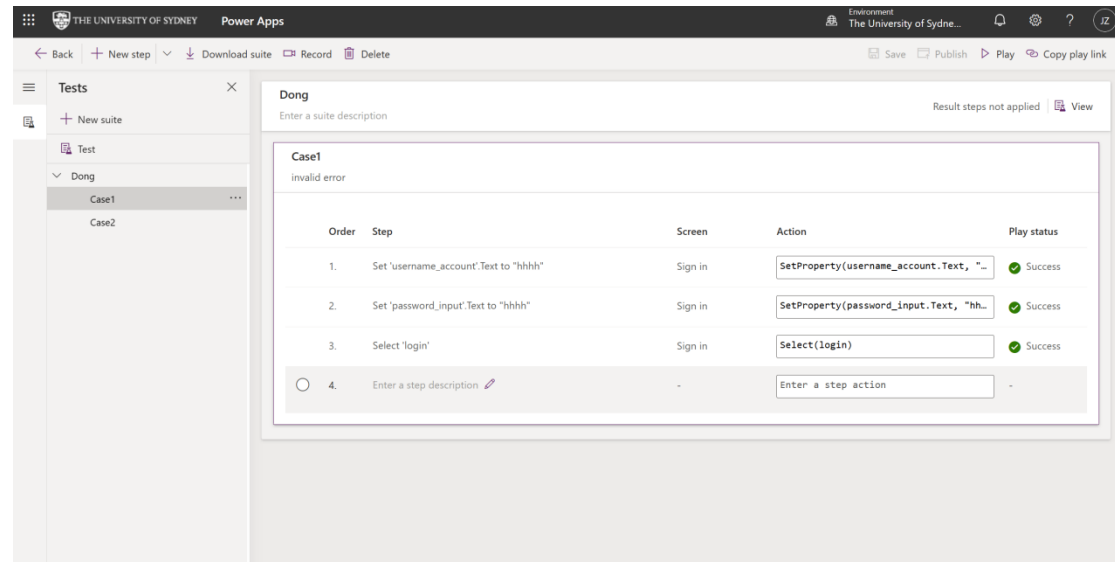 THE UNIVERSITY OF SYDNEY Power Apps
Environment
The University of Sydne... ? JZ
Back New step Download suite Record Delete Save Publish Play Copy play link
Tests
New suite
Test
Dong
Case1 ...
Case2
Dong
Enter a suite description
Result steps not applied View
Case1
invalid error
Order Step Screen Action Play status
1. Set 'username_account'.Text to "hhhh" Sign in SetProperty(username_account.Text, "… Success
2. Set 'password_input'.Text to "hhhh" Sign in SetProperty(password_input.Text, "hh… Success
3. Select 'login' Sign in Select(login) Success
4. Enter a step description - Enter a step action -